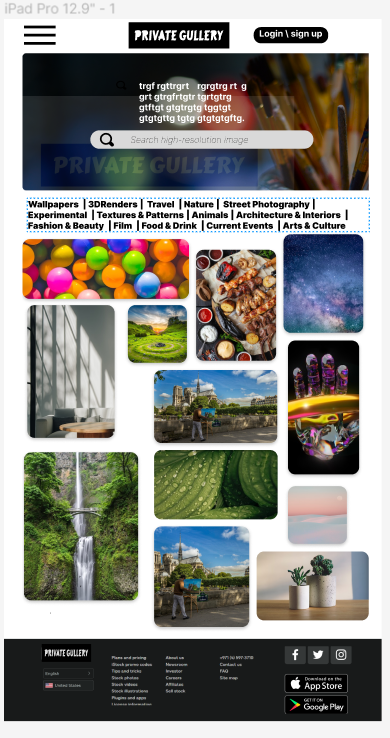 iPad Pro 12.9" - 1
PRIVATE GULLERY
Login \ sign up
trgf rgttrgrt rgrgtrg rt g
grt gtrgfrtgtr tgrtgtrg
gtftgt gtgtrgtg tggtgt
gtgtgttg tgtg gtgtgtgftg.
Search high-resolution image
PRIVATE GULLERY
Wallpapers | 3DRenders | Travel | Nature | Street Photography |
Experimental | Textures & Patterns | Animals | Architecture & Interiors |
Fashion & Beauty | Film | Food & Drink | Current Events | Arts & Culture
PRIVATE GULLERY
English
United States
Plans and pricing
iStock promo codes
Tips and tricks
Stock photos
Stock videos
Stock illustrations
Plugins and apps
License information
About us
Newsroom
Investor
Careers
Affiliates
Sell stock
Contact us
FAQ
Site map
Download on the
App Store
GET IT ON
Google Play